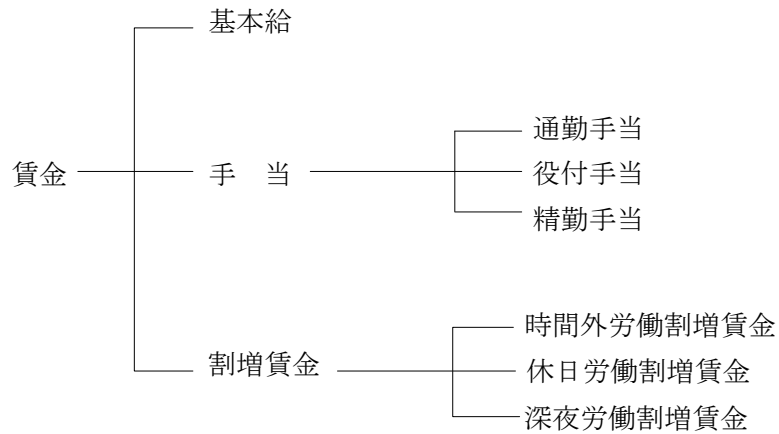 基本給
賃金
手　当
通勤手当
役付手当
精勤手当
割増賃金
時間外労働割増賃金
休日労働割増賃金
深夜労働割増賃金